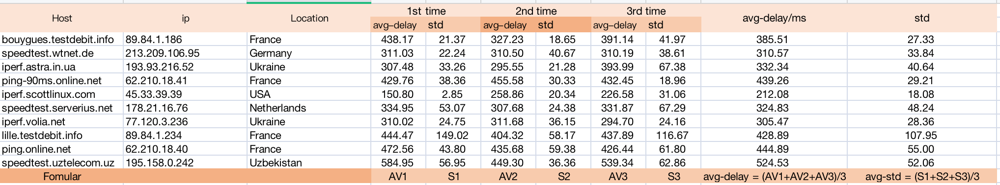 Host ip Location 1st time 2nd time 3rd time avg-delay/ms std
avg-delay std avg-delay std avg-delay std
bouygues.testdebit.info 89.84.1.186 France 438.17 21.37 327.23 18.65 391.14 41.97 385.51 27.33
speedtest.wtnet.de 213.209.106.95 Germany 311.03 22.24 310.50 40.67 310.19 38.61 310.57 33.84
iperf.astra.in.ua 193.93.216.52 Ukraine 307.48 33.26 295.55 21.28 393.99 67.38 332.34 40.64
ping-90ms.online.net 62.210.18.41 France 429.76 38.36 455.58 30.33 432.45 18.96 439.26 29.21
iperf.scottlinux.com 45.33.39.39 USA 150.80 2.85 258.86 20.34 226.58 31.06 212.08 18.08
speedtest.serverius.net 178.21.16.76 Netherlands 334.95 53.07 307.68 24.38 331.87 67.29 324.83 48.24
iperf.volia.net 77.120.3.236 Ukraine 310.02 24.75 311.68 36.15 294.70 24.16 305.47 28.36
lille.testdebit.info 89.84.1.234 France 444.47 149.02 404.32 58.17 437.89 116.67 428.89 107.95
ping.online.net 62.210.18.40 France 472.56 43.80 435.68 59.38 426.44 61.80 444.89 55.00
speedtest.uztelecom.uz 195.158.0.242 Uzbekistan 584.95 56.95 449.30 36.36 539.34 62.86 524.53 52.06
Fomular AV1 S1 AV2 S2 AV3 S3 avg-delay = (AV1+AV2+AV3)/3 avg-std = (S1+S2+S3)/3